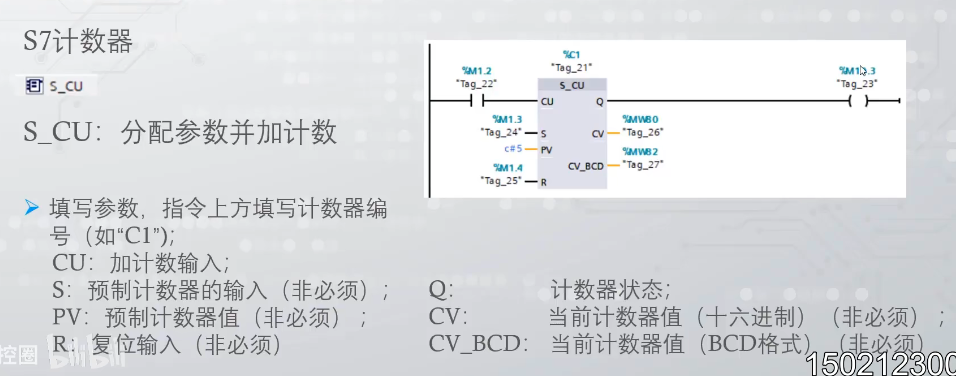 S7计数器
S_CU
S_CU：分配参数并加计数
%C1
"Tag_21"
S_CU
%M1.2
"Tag_22"
CU
Q
"Tag_23"
%M1.3
"Tag_24"
S
c#5
PV
%M1.4
"Tag_25"
R
CV
%MW80
"Tag_26"
CV_BCD
%MW82
"Tag_27"
填写参数，指令上方填写计数器编
号（如“C1”）；
CU：加计数输入；
S：预制计数器的输入（非必须）；
PV：预制计数器值（非必须）；
R：复位输入（非必须）
Q：计数器状态；
CV：当前计数器值（十六进制）（非必须）；
CV_BCD：当前计数器值（BCD格式）（非必须）
控圈
bilibili
150212300